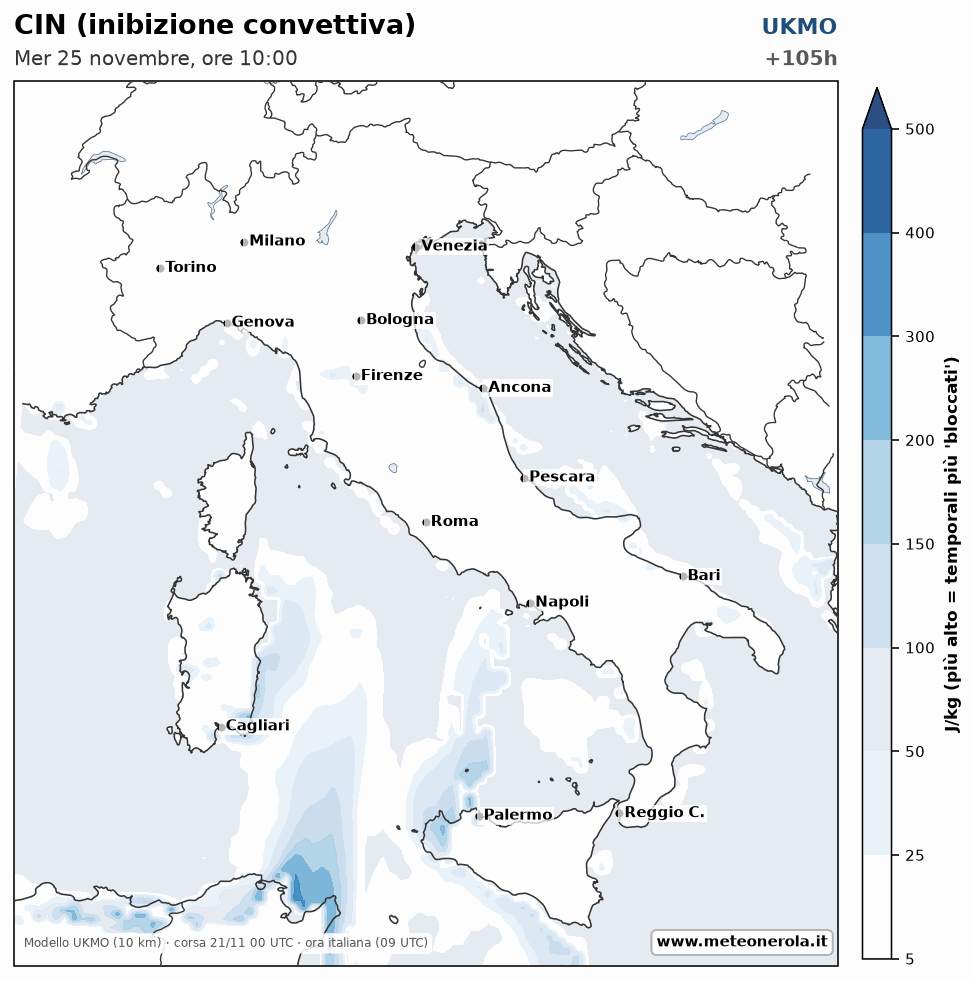 CIN (inibizione convettiva)
UKMO
Mer 25 novembre, ore 10:00
+105h
Milano
Venezia
Torino
Genova
Bologna
Firenze
Ancona
Pescara
Roma
Bari
Napoli
Cagliari
Palermo
Reggio C.
500
400
300
200
150
100
50
25
5
J/kg (più alto = temporali più 'bloccati')
Modello UKMO (10 km) · corsa 21/11 00 UTC · ora italiana (09 UTC)
www.meteonerola.it